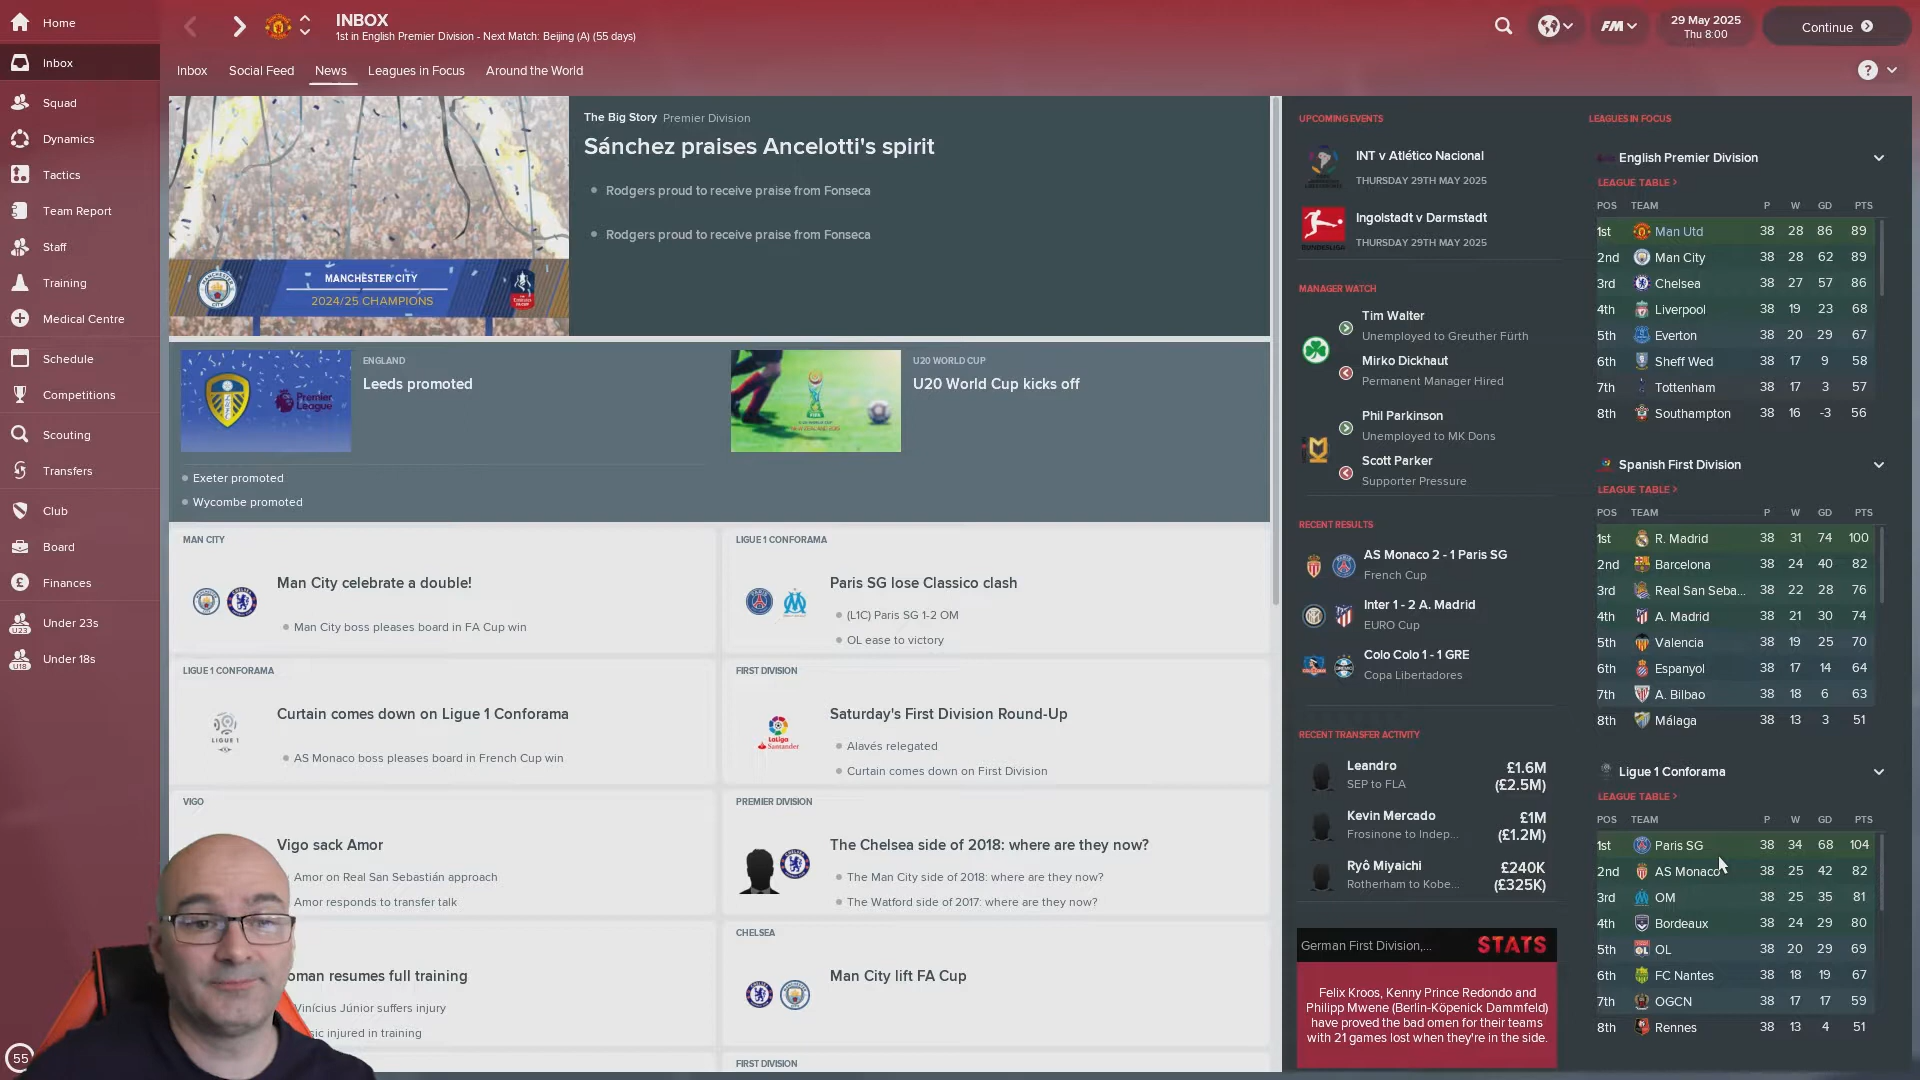 Home
Inbox
Squad
Dynamics
Tactics
Team Report
Staff
Training
Medical Centre
Schedule
Competitions
Scouting
Transfers
Club
Board
Finances
U23
Under 23s
U18
Under 18s
55
INBOX
1st in English Premier Division - Next Match: Beijing (A) (55 days)
FM
29 May 2025
Thu 8:00
Continue
Inbox
Social Feed
News
Leagues in Focus
Around the World
?
MANCHESTER CITY
2024/25 CHAMPIONS
The Big Story Premier Division
Sánchez praises Ancelotti's spirit
Rodgers proud to receive praise from Fonseca
Rodgers proud to receive praise from Fonseca
Premier League
ENGLAND
Leeds promoted
Exeter promoted
Wycombe promoted
U20 WORLD CUP
U20 World Cup kicks off
MAN CITY
Man City celebrate a double!
Man City boss pleases board in FA Cup win
LIGUE 1 CONFORAMA
Paris SG lose Classico clash
(L1C) Paris SG 1-2 OM
OL ease to victory
LIGUE 1 CONFORAMA
LIGUE 1
Curtain comes down on Ligue 1 Conforama
AS Monaco boss pleases board in French Cup win
FIRST DIVISION
LaLiga
Santander
Saturday's First Division Round-Up
Alavés relegated
Curtain comes down on First Division
VIGO
Vigo sack Amor
Amor on Real San Sebastián approach
Amor responds to transfer talk
PREMIER DIVISION
The Chelsea side of 2018: where are they now?
The Man City side of 2018: where are they now?
The Watford side of 2017: where are they now?
oman resumes full training
Vinícius Júnior suffers injury
sic injured in training
CHELSEA
Man City lift FA Cup
FIRST DIVISION
UPCOMING EVENTS
INT v Atlético Nacional
THURSDAY 29TH MAY 2025
BUNDESLIGA
Ingolstadt v Darmstadt
THURSDAY 29TH MAY 2025
MANAGER WATCH
Tim Walter
Unemployed to Greuther Fürth
Mirko Dickhaut
Permanent Manager Hired
Phil Parkinson
Unemployed to MK Dons
Scott Parker
Supporter Pressure
RECENT RESULTS
AS Monaco 2 - 1 Paris SG
French Cup
Inter 1 - 2 A. Madrid
EURO Cup
Colo Colo 1 - 1 GRE
Copa Libertadores
RECENT TRANSFER ACTIVITY
Leandro £1.6M
SEP to FLA (£2.5M)
Kevin Mercado £1M
Frosinone to Indep... (£1.2M)
Ryô Miyaichi £240K
Rotherham to Kobe... (£325K)
German First Division,... STATS
Felix Kroos, Kenny Prince Redondo and
Philipp Mwene (Berlin-Köpenick Dammfeld)
have proved the bad omen for their teams
with 21 games lost when they're in the side.
LEAGUES IN FOCUS
English Premier Division
LEAGUE TABLE >
POS TEAM P W GD PTS
1st Man Utd 38 28 86 89
2nd Man City 38 28 62 89
3rd Chelsea 38 27 57 86
4th Liverpool 38 19 23 68
5th Everton 38 20 29 67
6th Sheff Wed 38 17 9 58
7th Tottenham 38 17 3 57
8th Southampton 38 16 -3 56
Spanish First Division
LEAGUE TABLE >
POS TEAM P W GD PTS
1st R. Madrid 38 31 74 100
2nd Barcelona 38 24 40 82
3rd Real San Seba... 38 22 28 76
4th A. Madrid 38 21 30 74
5th Valencia 38 19 25 70
6th Espanyol 38 17 14 64
7th A. Bilbao 38 18 6 63
8th Málaga 38 13 3 51
Ligue 1 Conforama
LEAGUE TABLE >
POS TEAM P W GD PTS
1st Paris SG 38 34 68 104
2nd AS Monaco 38 25 42 82
3rd OM 38 25 35 81
4th Bordeaux 38 24 29 80
5th OL 38 20 29 69
6th FC Nantes 38 18 19 67
7th OGCN 38 17 17 59
8th Rennes 38 13 4 51